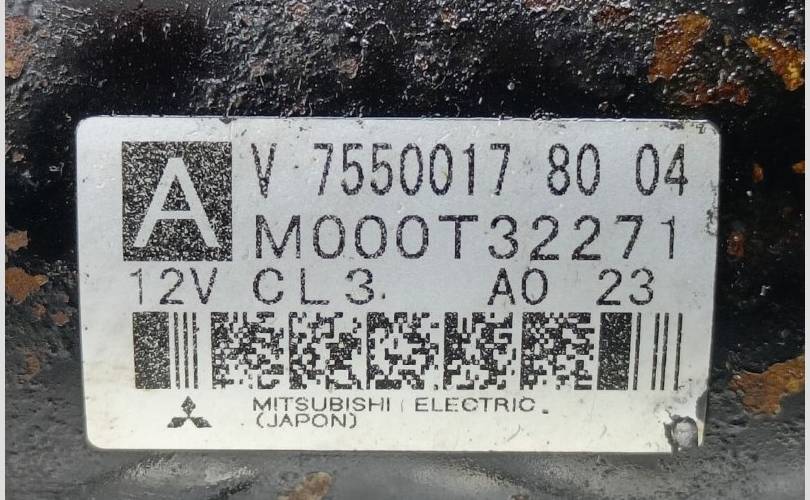 A
V 7550017 80 04
M000T32271
12V CL3. A0 23
MITSUBISHI ELECTRIC.
(JAPON)